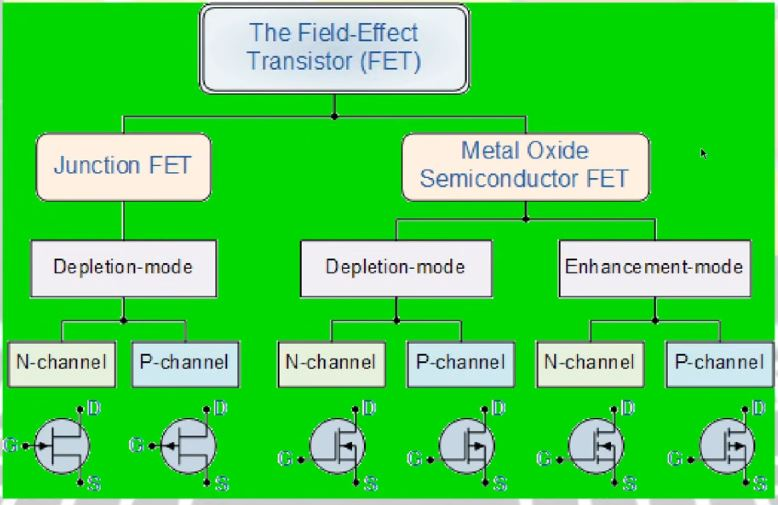 The Field-Effect
Transistor (FET)
Junction FET
Metal Oxide
Semiconductor FET
Depletion-mode
Depletion-mode
Enhancement-mode
N-channel
P-channel
N-channel
P-channel
N-channel
P-channel
D
D
D
D
D
D
G
G
G
G
G
G
S
S
S
S
S
S